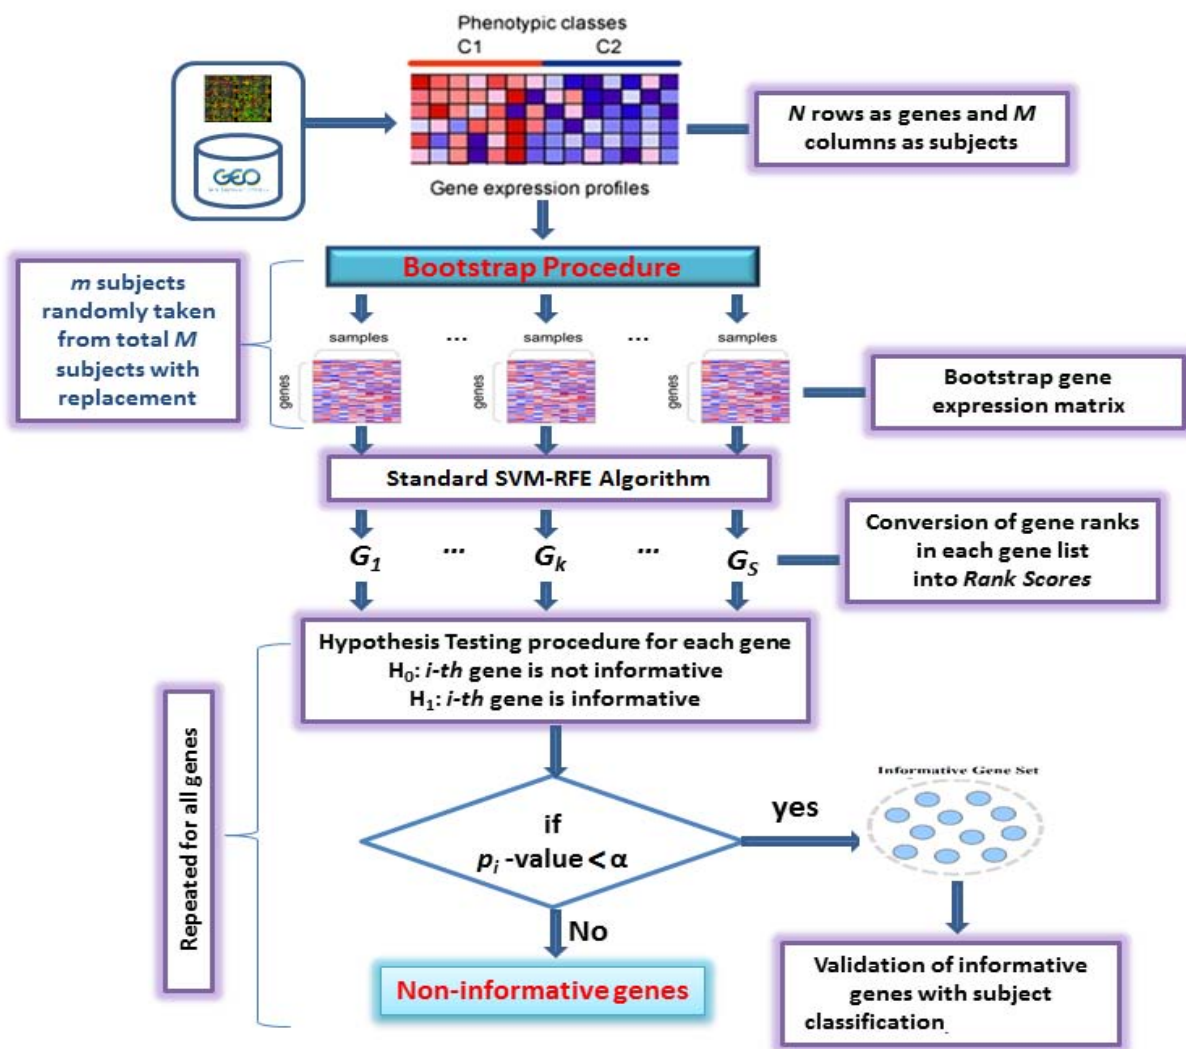 Phenotypic classes
C1 C2
GEO
N rows as genes and M
columns as subjects
Gene expression profiles
Bootstrap Procedure
m subjects
randomly taken
from total M
subjects with
replacement
samples ... samples ... samples
genes genes genes
Bootstrap gene
expression matrix
Standard SVM-RFE Algorithm
G1 ... Gk ... GS
Conversion of gene ranks
in each gene list
into Rank Scores
Hypothesis Testing procedure for each gene
H0: i-th gene is not informative
H1: i-th gene is informative
Repeated for all genes
if
pi -value < α
yes
Informative Gene Set
No
Non-informative genes
Validation of informative
genes with subject
classification.